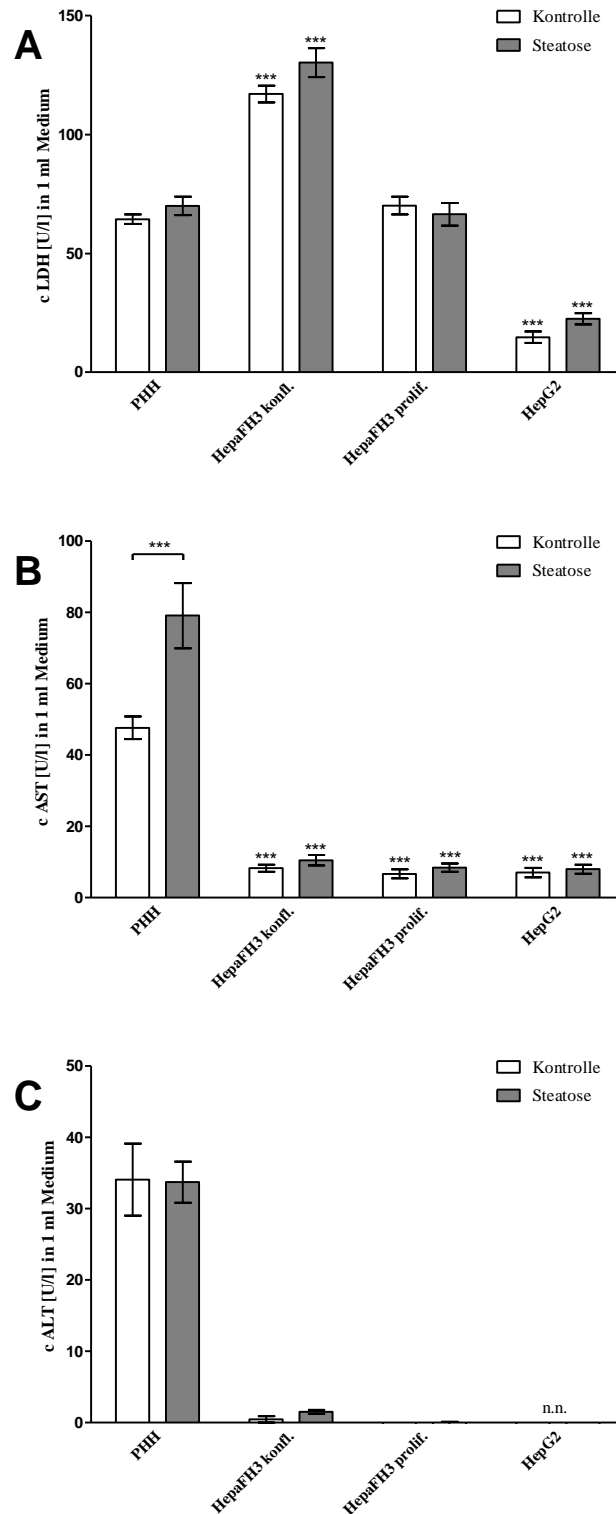 A
c LDH [U/l] in 1 ml Medium
150
100
50
0
Kontrolle
Steatose
*** ***
*** ***
PHH
HepaFH3 konfl.
HepaFH3 prolif.
HepG2
B
c AST [U/l] in 1 ml Medium
100
80
60
40
20
0
Kontrolle
Steatose
***
*** *** *** *** *** ***
PHH
HepaFH3 konfl.
HepaFH3 prolif.
HepG2
C
c ALT [U/l] in 1 ml Medium
50
40
30
20
10
0
Kontrolle
Steatose
n.n.
PHH
HepaFH3 konfl.
HepaFH3 prolif.
HepG2